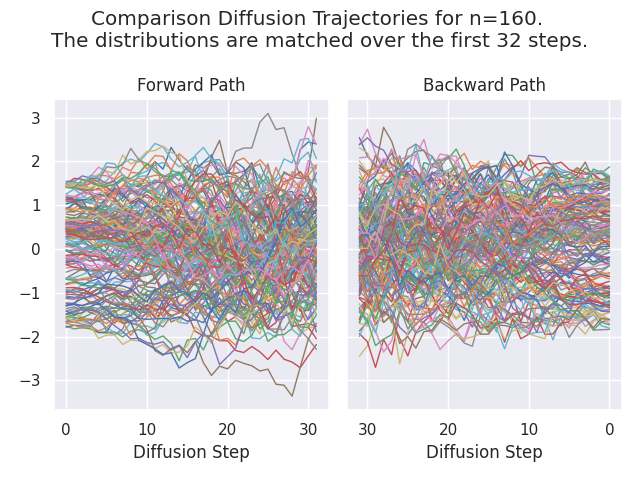 Comparison Diffusion Trajectories for n=160.
The distributions are matched over the first 32 steps.
Forward Path
Backward Path
3
2
1
0
−1
−2
−3
0 10 20 30
30 20 10 0
Diffusion Step
Diffusion Step